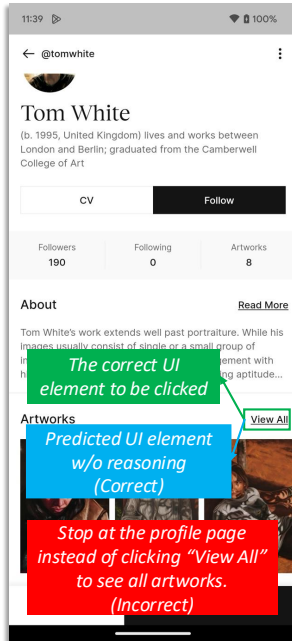 11:39 100%
@tomwhite
Tom White
(b. 1995, United Kingdom) lives and works between
London and Berlin; graduated from the Camberwell
College of Art
CV Follow
Followers Following Artworks
190 0 8
About Read More
Tom White's work extends well past portraiture. While his
images usually consist of single or a small group of
The correct UI
element to be clicked
aptitude...
Artworks View All
Predicted UI element
w/o reasoning
(Correct)
Stop at the profile page
instead of clicking “View All”
to see all artworks.
(Incorrect)